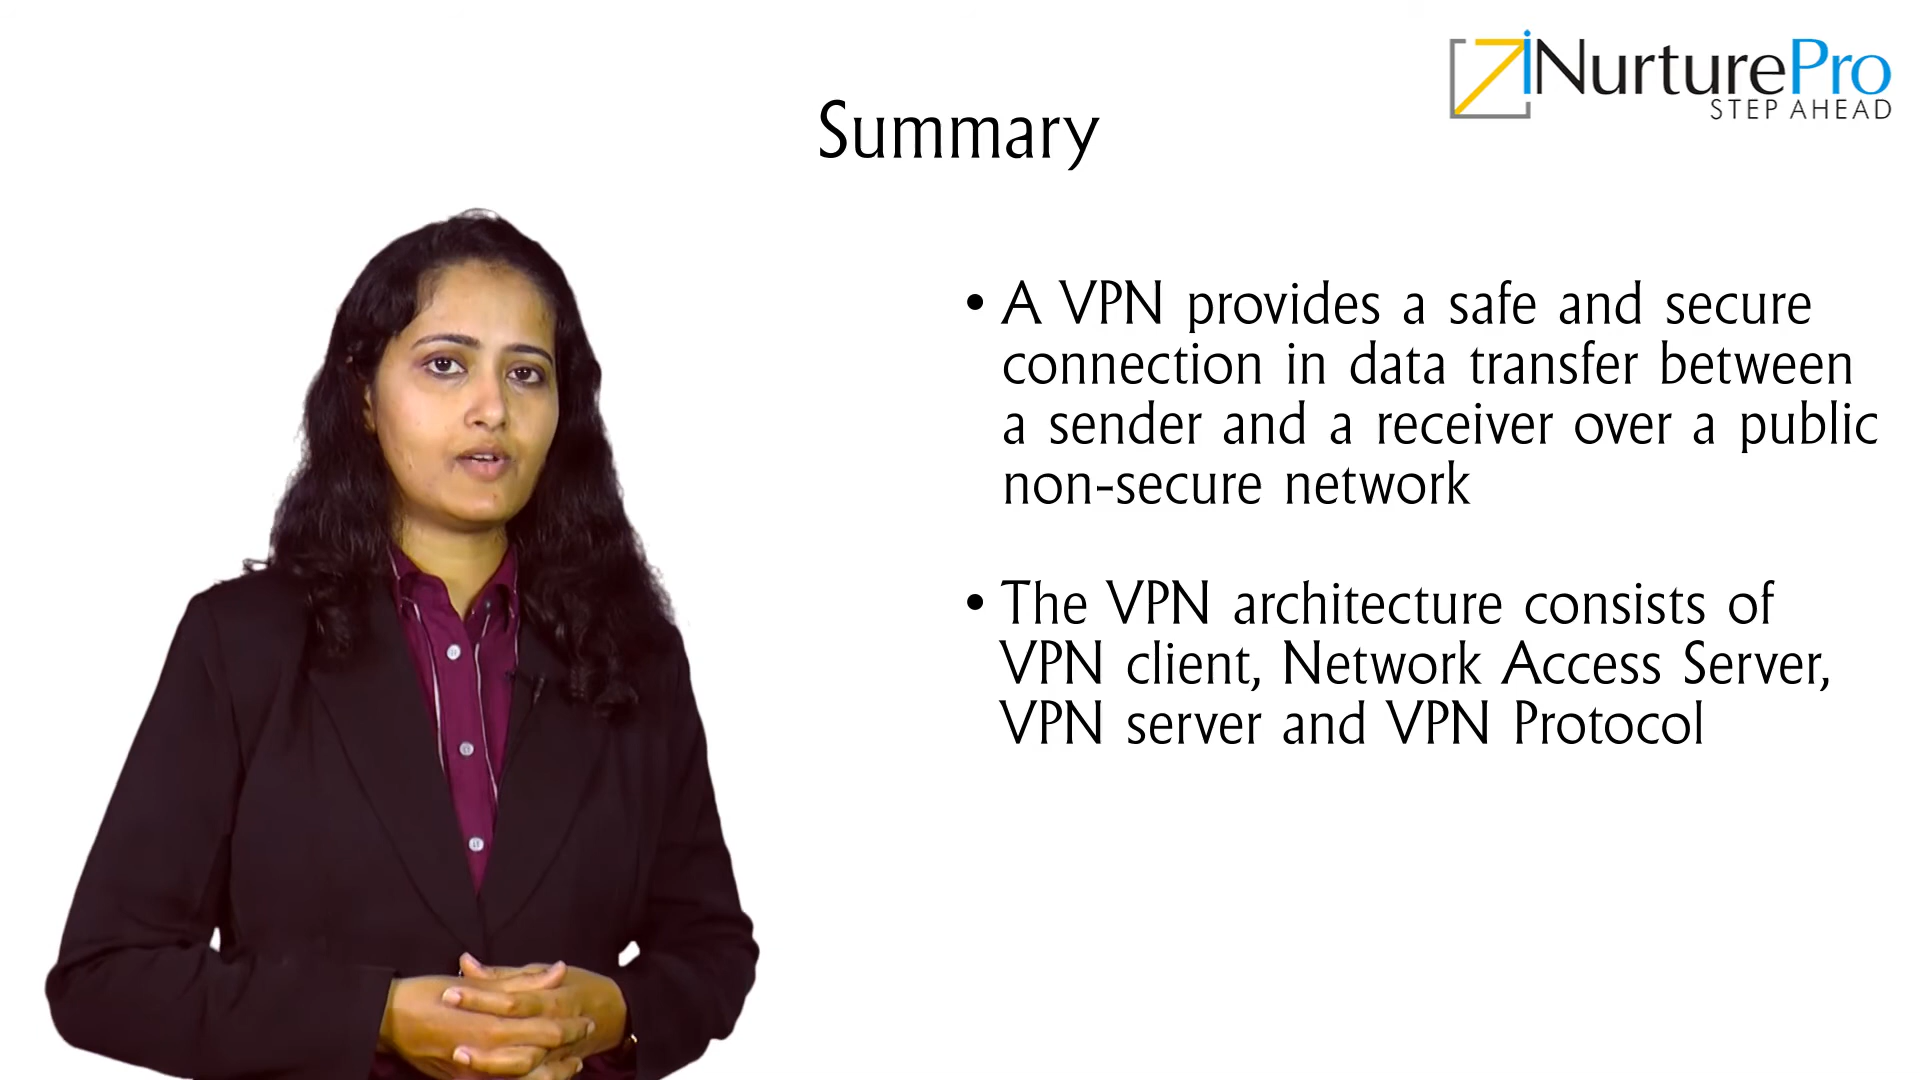 iNurturePro
STEP AHEAD
Summary
• A VPN provides a safe and secure
connection in data transfer between
a sender and a receiver over a public
non-secure network
• The VPN architecture consists of
VPN client, Network Access Server,
VPN server and VPN Protocol